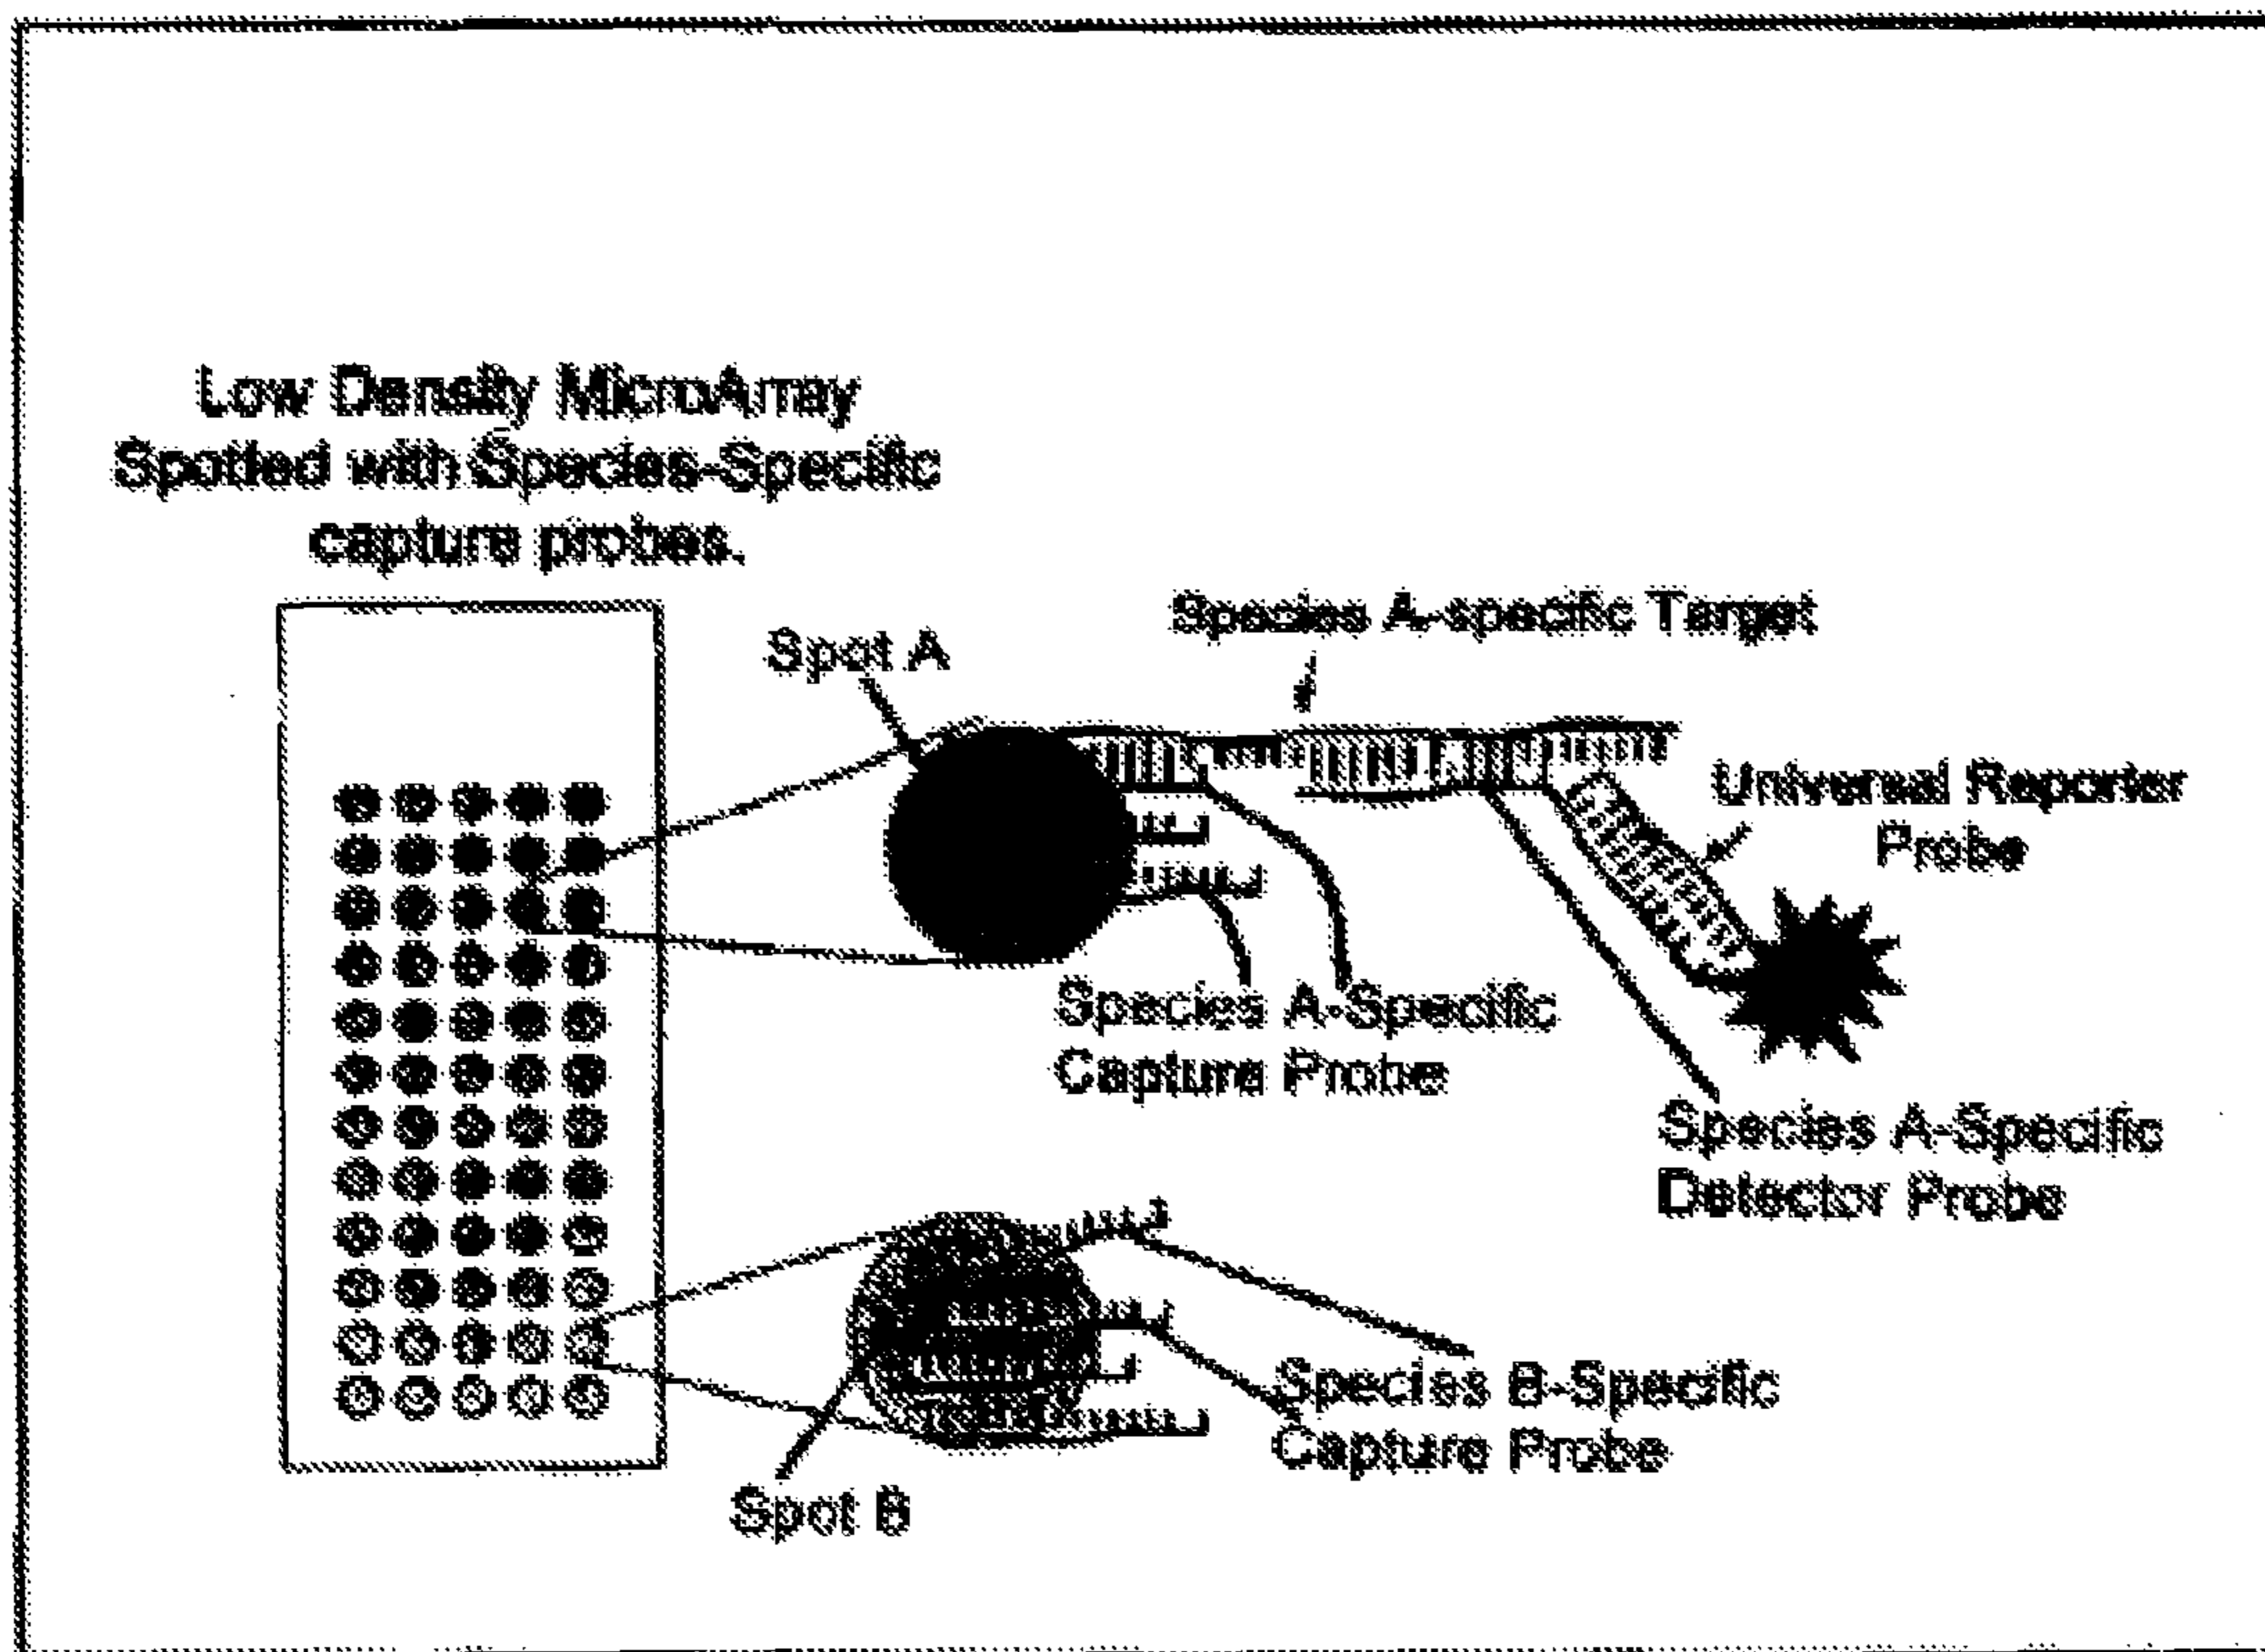 Low Density MicroArray
Spotted with Species-Specific
capture probes.
Spot A
Species A-specific Target
Universal Reporter
Probe
Species A-Specific
Capture Probe
Species A-Specific
Detector Probe
Species B-Specific
Capture Probe
Spot B